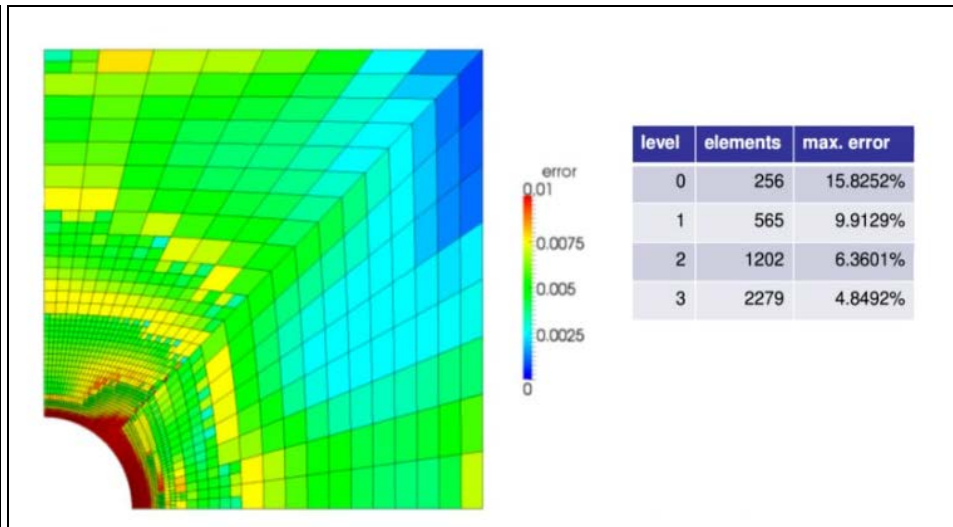 error
0.01
0.0075
0.005
0.0025
0
level elements max. error
0 256 15.8252%
1 565 9.9129%
2 1202 6.3601%
3 2279 4.8492%